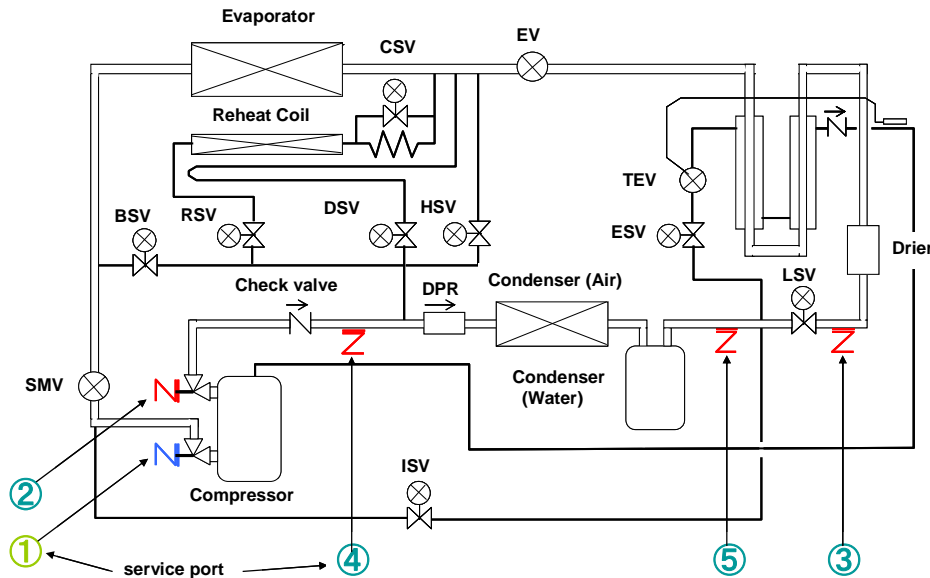 Evaporator
CSV
EV
Reheat Coil
TEV
BSV
RSV
DSV
HSV
ESV
Drier
LSV
Check valve
DPR
Condenser (Air)
SMV
Condenser
(Water)
②
Compressor
ISV
①
service port
④
⑤
③